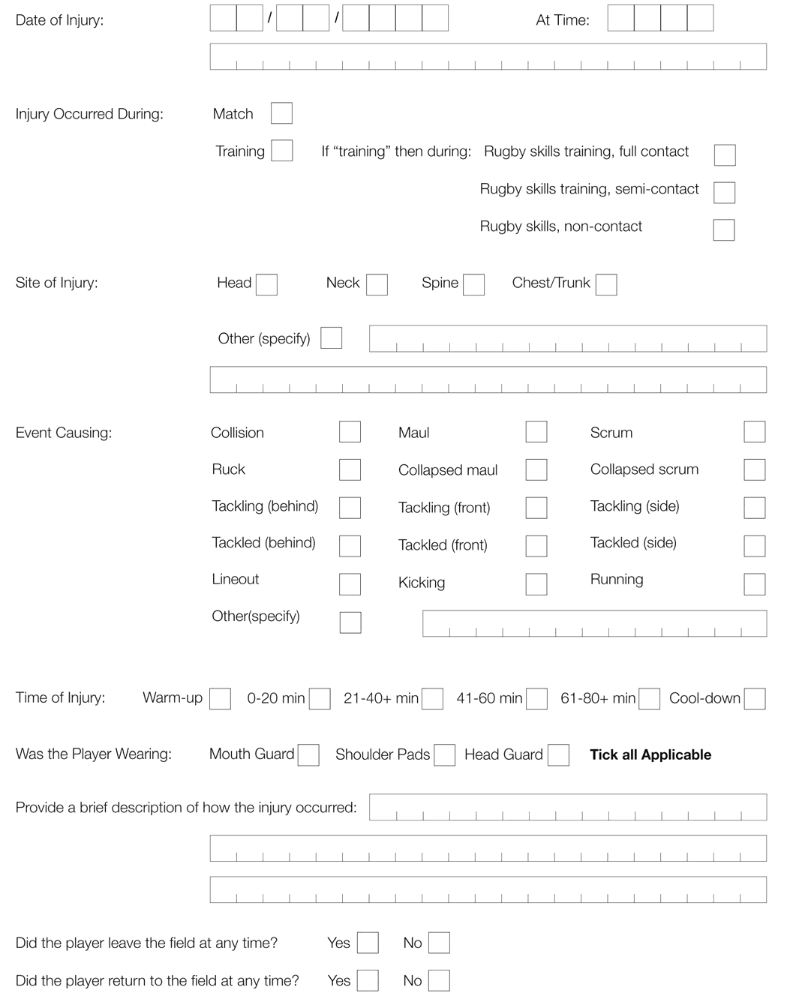 Date of Injury: / / At Time:
Injury Occurred During: Match
Training If “training” then during: Rugby skills training, full contact
Rugby skills training, semi-contact
Rugby skills, non-contact
Site of Injury: Head Neck Spine Chest/Trunk
Other (specify)
Event Causing: Collision Maul Scrum
Ruck Collapsed maul Collapsed scrum
Tackling (behind) Tackling (front) Tackling (side)
Tackled (behind) Tackled (front) Tackled (side)
Lineout Kicking Running
Other(specify)
Time of Injury: Warm-up 0-20 min 21-40+ min 41-60 min 61-80+ min Cool-down
Was the Player Wearing: Mouth Guard Shoulder Pads Head Guard Tick all Applicable
Provide a brief description of how the injury occurred:
Did the player leave the field at any time? Yes No
Did the player return to the field at any time? Yes No